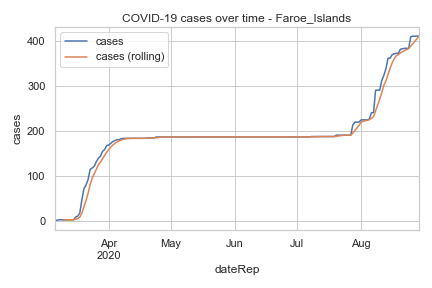 COVID-19 cases over time - Faroe_Islands
cases
cases (rolling)
400
300
200
100
0
cases
Apr
2020
May
Jun
Jul
Aug
dateRep